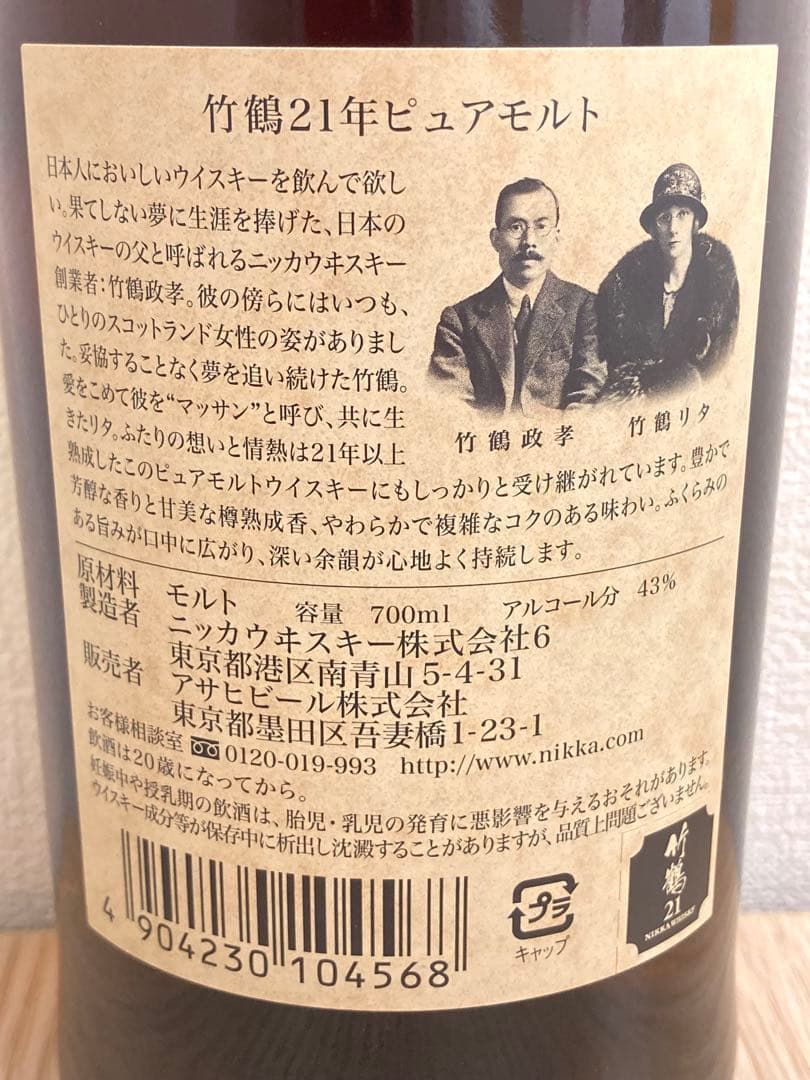 竹鶴21年ピュアモルト
日本人においしいウイスキーを飲んで欲し
い。果てしない夢に生涯を捧げた、日本の
ウイスキーの父と呼ばれるニッカウヰスキー
創業者：竹鶴政孝。彼の傍らにはいつも、
ひとりのスコットランド女性の姿がありまし
た。妥協することなく夢を追い続けた竹鶴。
愛をこめて彼を“マッサン”と呼び、共に生
きたリタ。ふたりの想いと情熱は21年以上
熟成したこのピュアモルトウイスキーにもしっかりと受け継がれています。豊かで
芳醇な香りと甘美な樽熟成香、やわらかで複雑なコクのある味わい。ふくらみの
ある旨みが口中に広がり、深い余韻が心地よく持続します。
竹鶴政孝
竹鶴リタ
原材料 モルト 容量 700ml アルコール分 43%
製造者 ニッカウヰスキー株式会社6
東京都港区南青山5-4-31
販売者 アサヒビール株式会社
東京都墨田区吾妻橋1-23-1
お客様相談室 0120-019-993 http://www.nikka.com
飲酒は20歳になってから。
妊娠中や授乳期の飲酒は、胎児・乳児の発育に悪影響を与えるおそれがあります。
ウイスキー成分等が保存中に析出し沈澱することがありますが、品質上問題ございません。
4 904230 104568
プラ
キャップ
竹鶴
21
NIKKA WHISKY